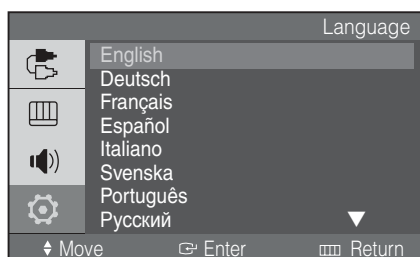 Language
English
Deutsch
Français
Español
Italiano
Svenska
Português
Русский
Move Enter Return